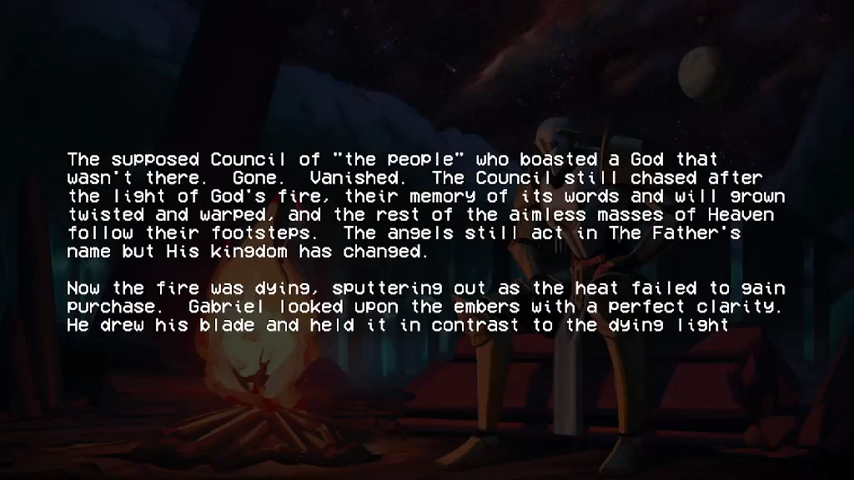 The supposed Council of "the people" who boasted a God that
wasn't there.  Gone.  Vanished.  The Council still chased after
the light of God's fire, their memory of its words and will grown
twisted and warped, and the rest of the aimless masses of Heaven
follow their footsteps.  The angels still act in The Father's
name but His kingdom has changed.
Now the fire was dying, sputtering out as the heat failed to gain
purchase.  Gabriel looked upon the embers with a perfect clarity.
He drew his blade and held it in contrast to the dying light